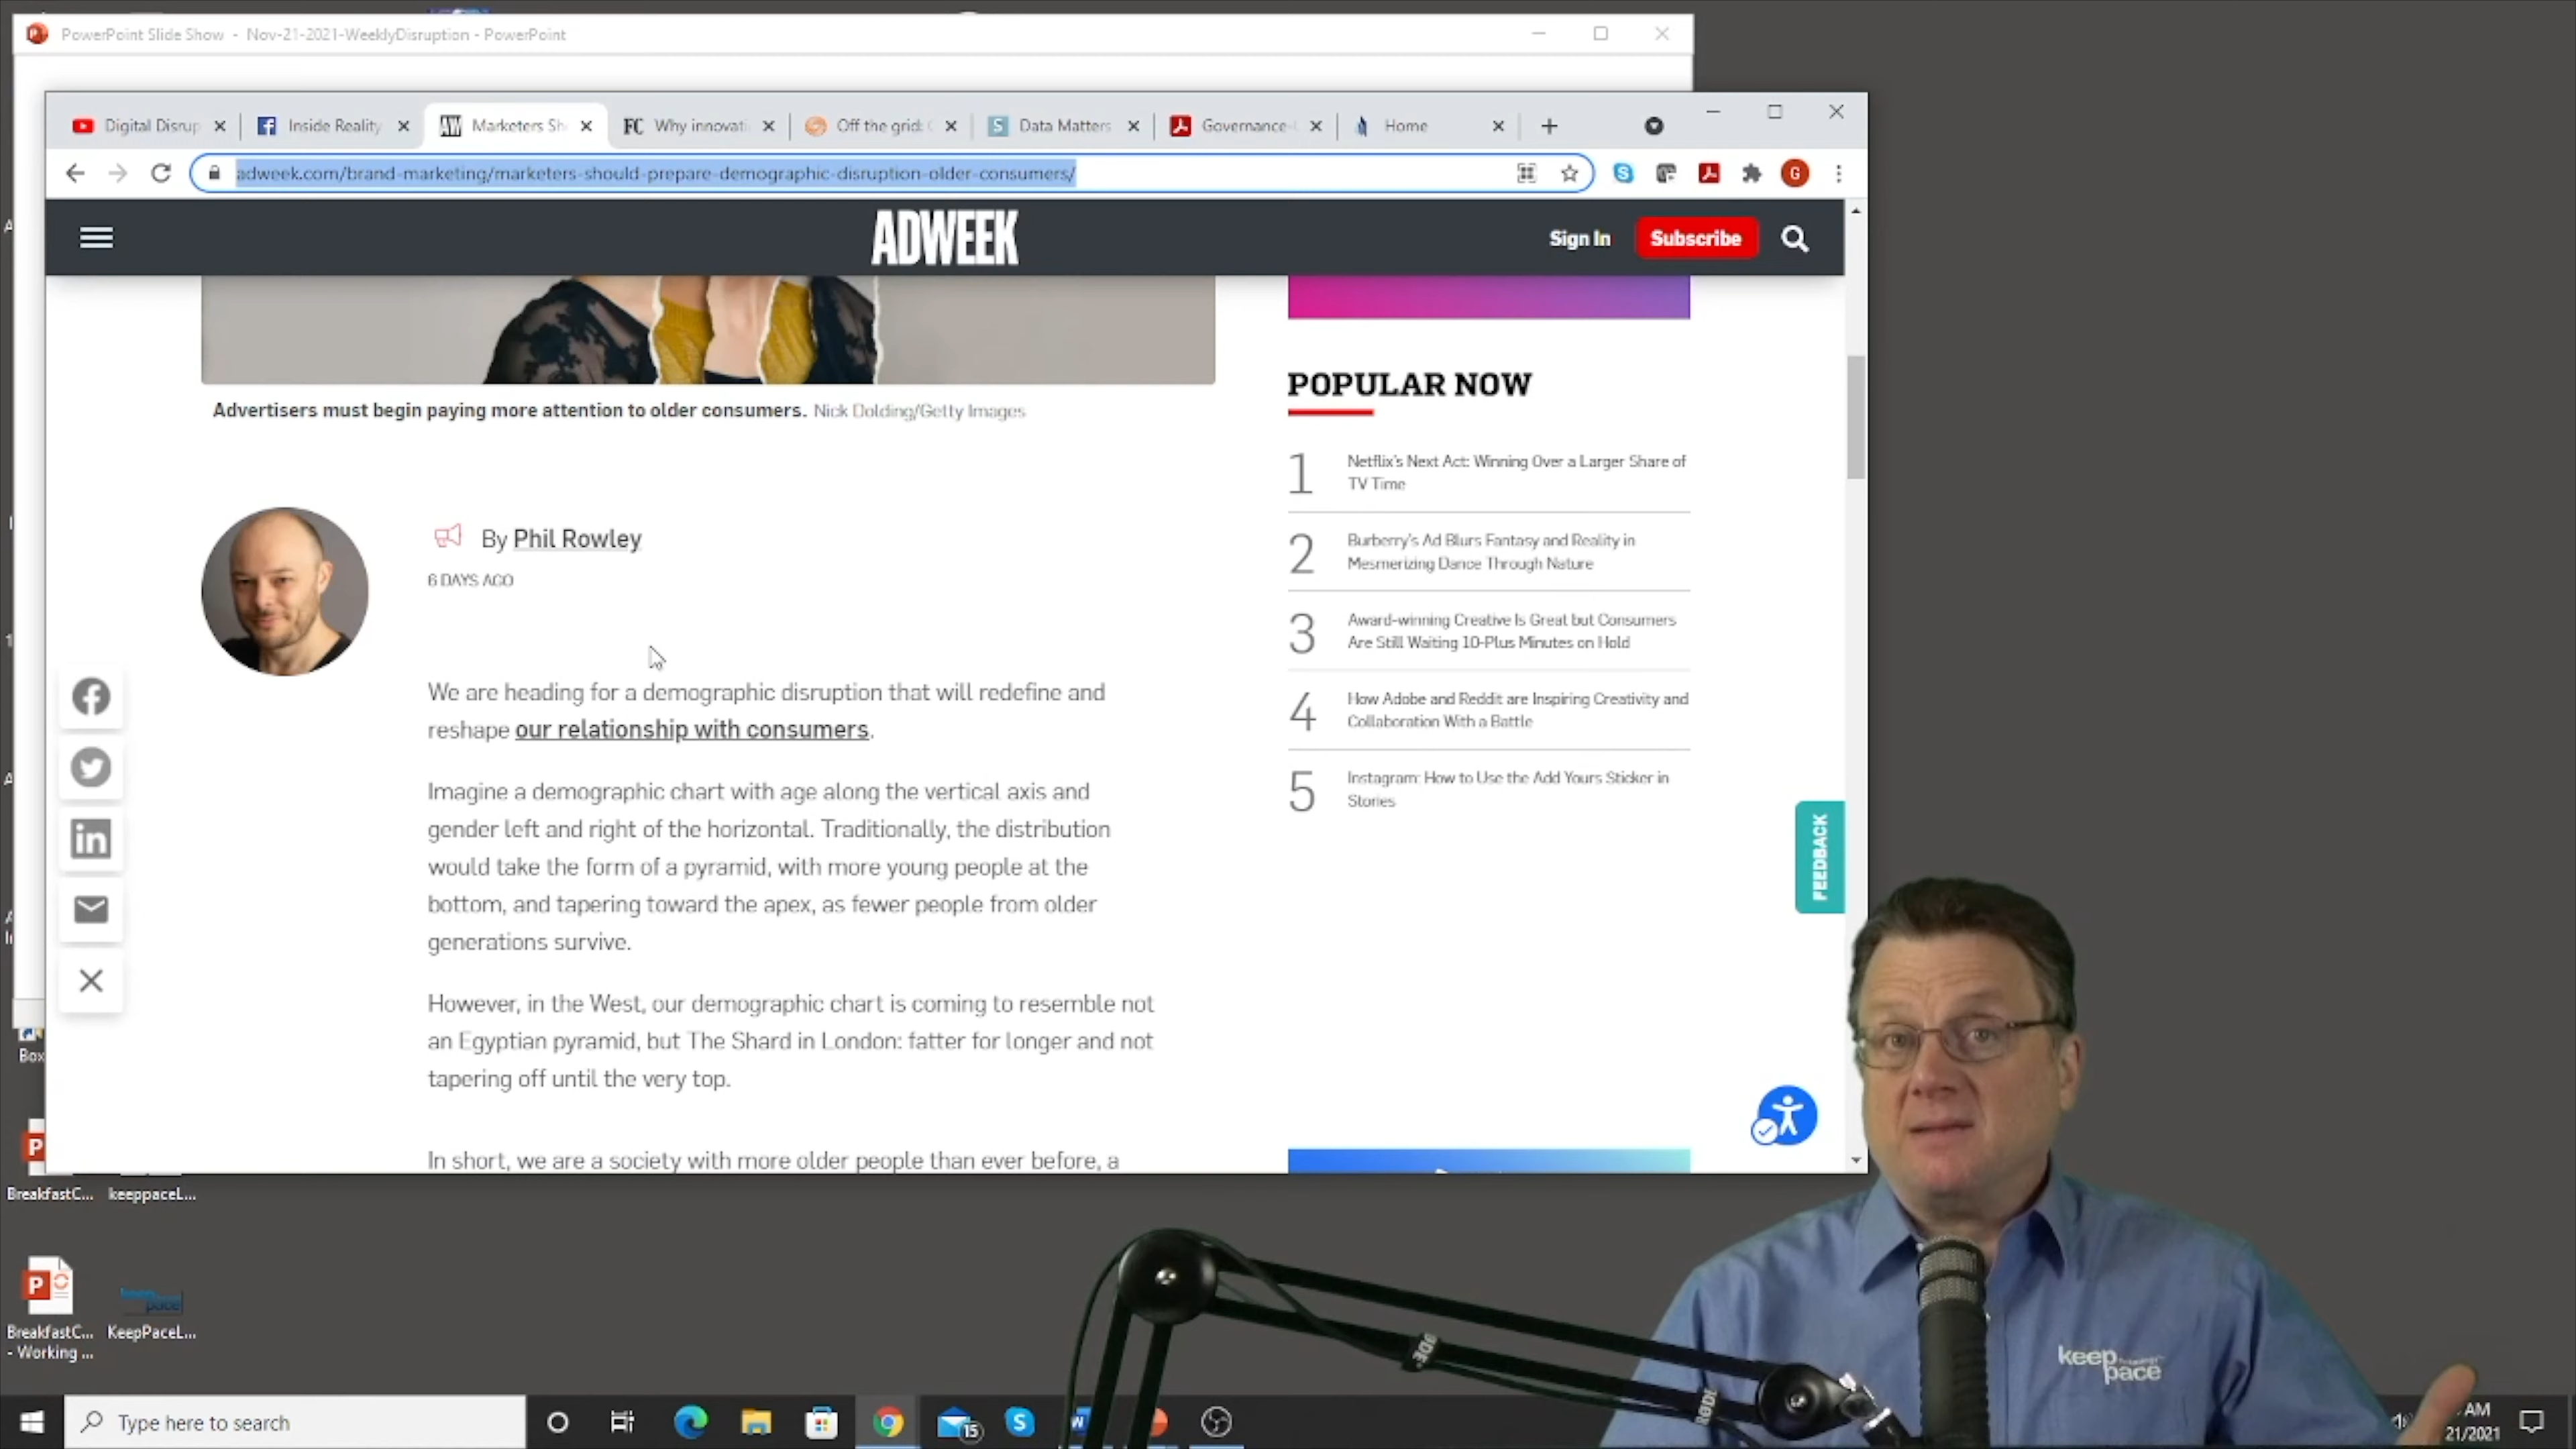 PowerPoint Slide Show - Nov-21-2021-WeeklyDisruption - PowerPoint
Digital Disrup
Inside Reality
AW Marketers Sh
FC Why innovati
Off the grid:
S Data Matters
Governance-
Home
adweek.com/brand-marketing/marketers-should-prepare-demographic-disruption-older-consumers/
G
ADWEEK
Sign In
Subscribe
Advertisers must begin paying more attention to older consumers. Nick Dolding/Getty Images
By Phil Rowley
6 DAYS AGO
We are heading for a demographic disruption that will redefine and
reshape our relationship with consumers.
Imagine a demographic chart with age along the vertical axis and
gender left and right of the horizontal. Traditionally, the distribution
would take the form of a pyramid, with more young people at the
bottom, and tapering toward the apex, as fewer people from older
generations survive.
However, in the West, our demographic chart is coming to resemble not
an Egyptian pyramid, but The Shard in London: fatter for longer and not
tapering off until the very top.
In short, we are a society with more older people than ever before, a
POPULAR NOW
1 Netflix's Next Act: Winning Over a Larger Share of
TV Time
2 Burberry's Ad Blurs Fantasy and Reality in
Mesmerizing Dance Through Nature
3 Award-winning Creative Is Great but Consumers
Are Still Waiting 10-Plus Minutes on Hold
4 How Adobe and Reddit are Inspiring Creativity and
Collaboration With a Battle
5 Instagram: How to Use the Add Yours Sticker in
Stories
FEEDBACK
Box
BreakfastC...
keeppaceL...
BreakfastC...
- Working ...
KeepPaceL...
keep
pace
RØDE
Type here to search
15
AM
21/2021